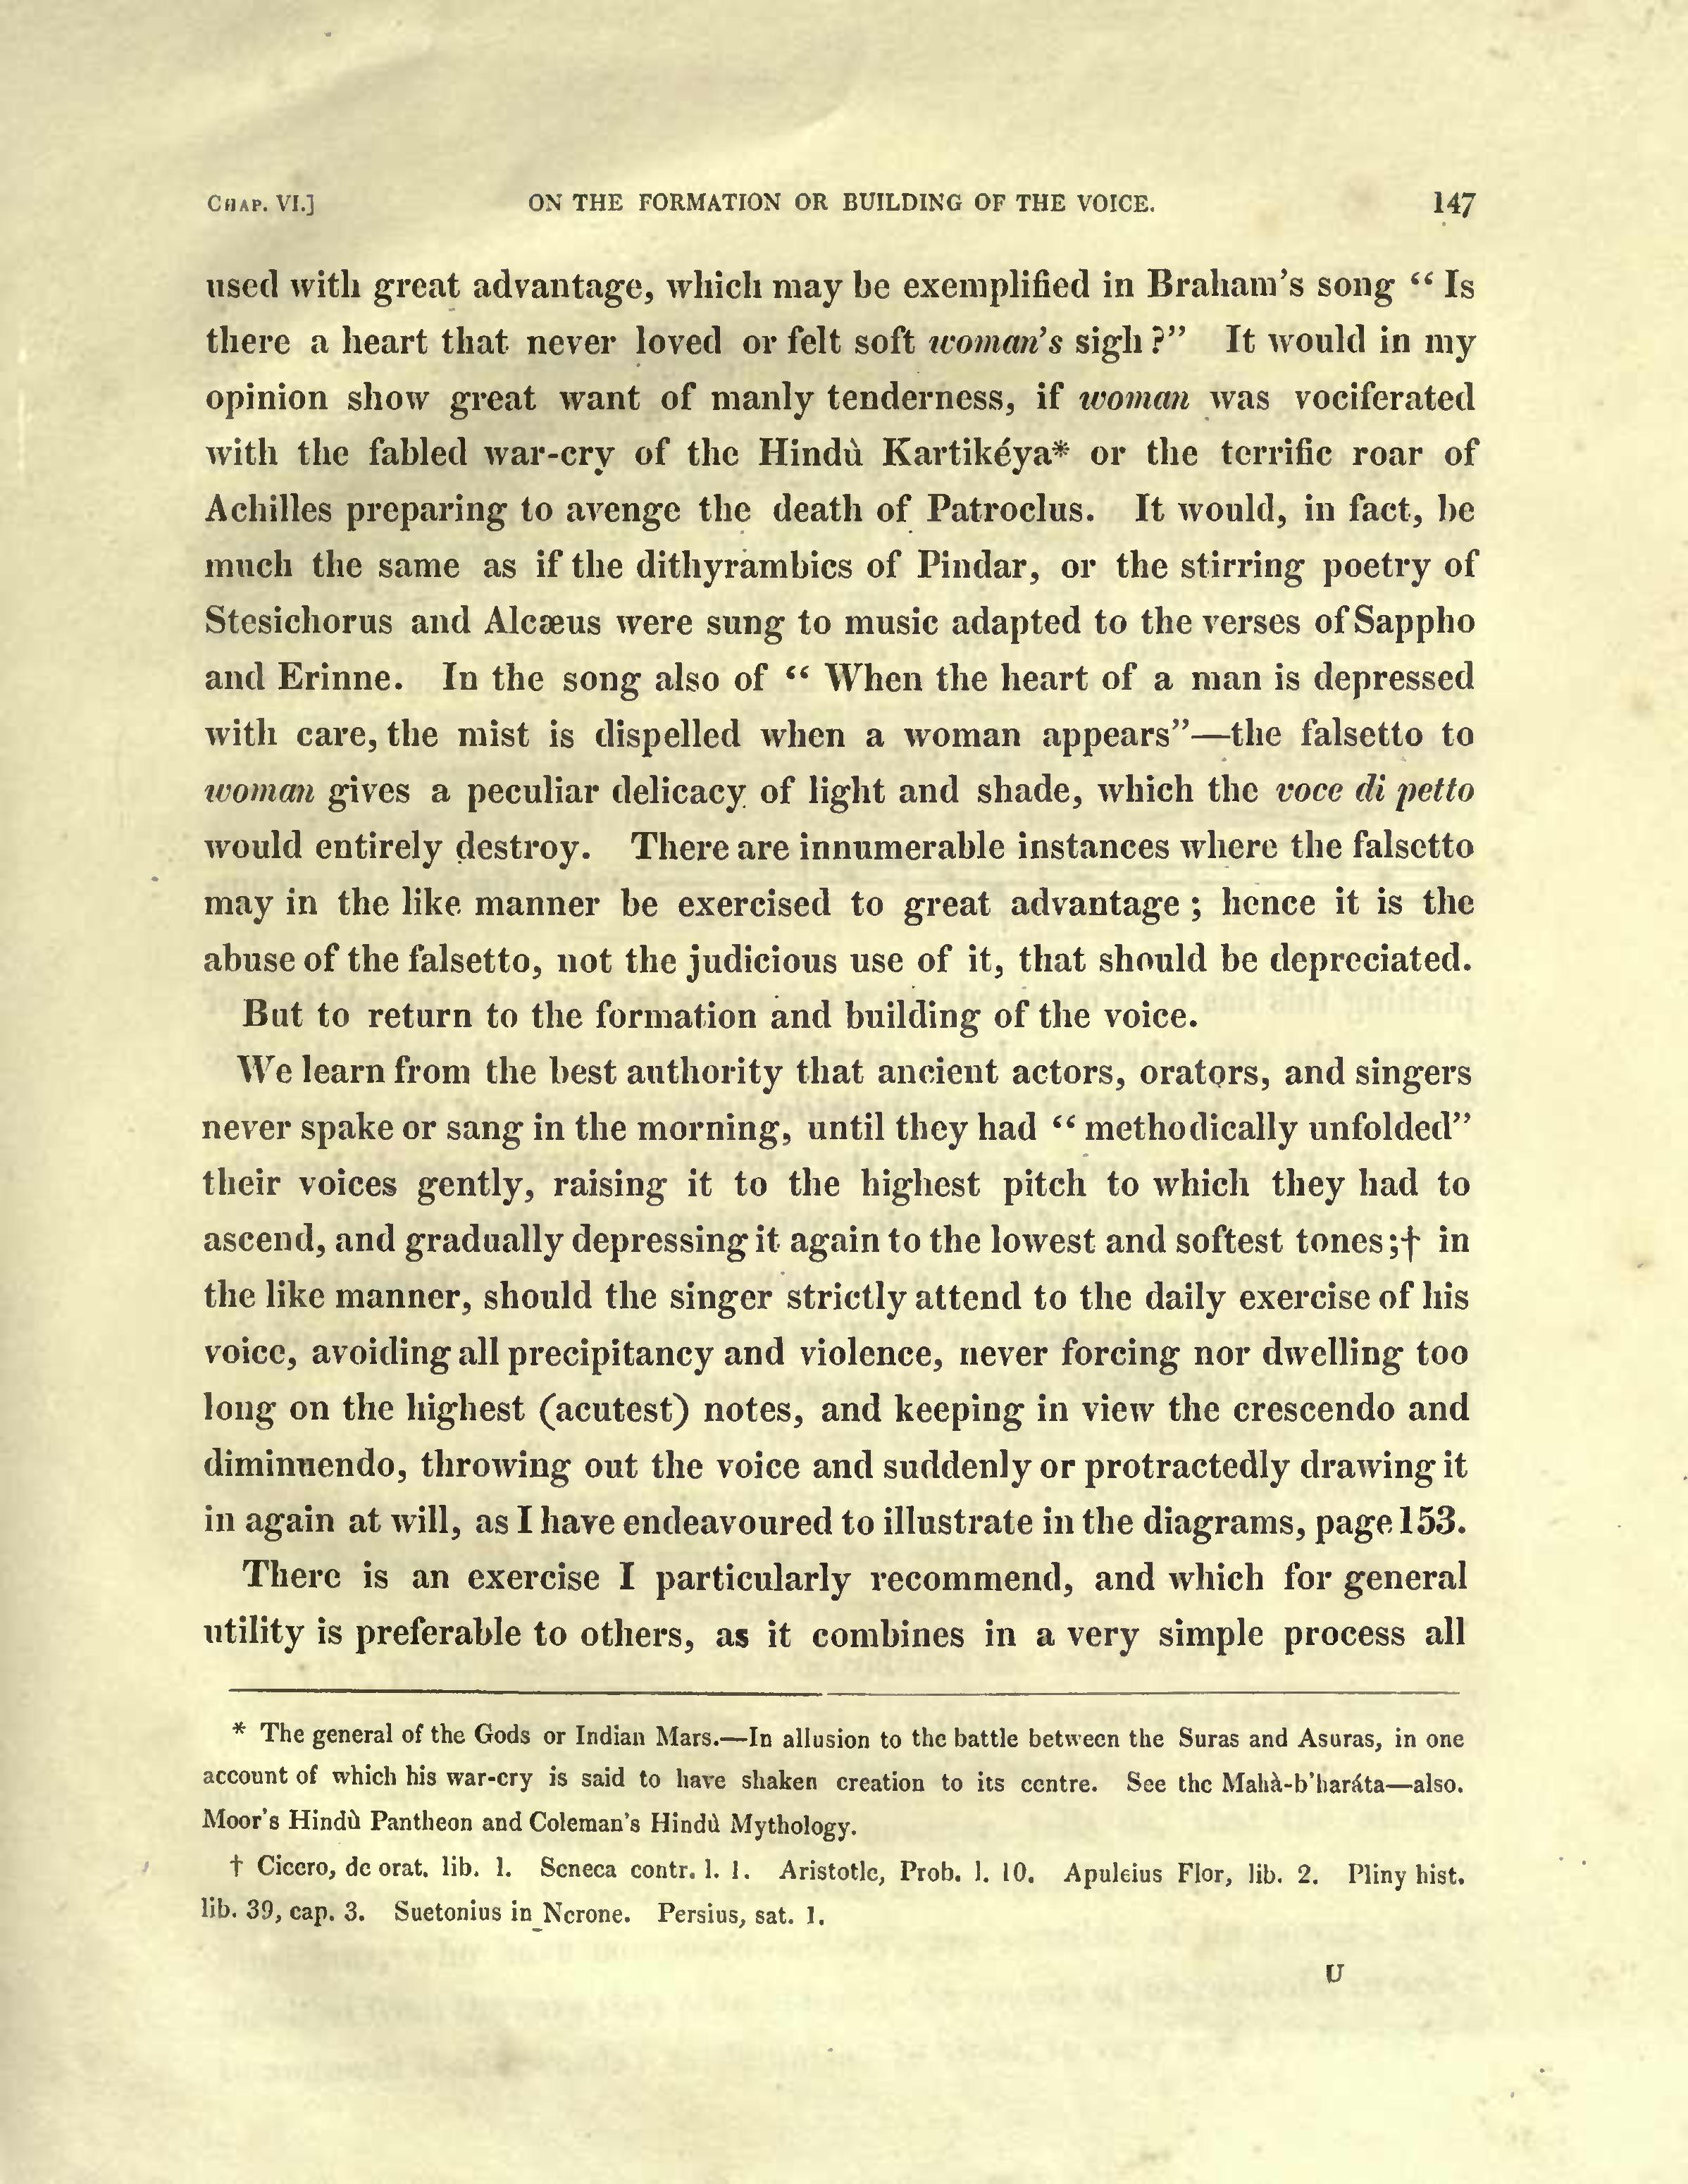 CHAP. VI.] ON THE FORMATION OR BUILDING OF THE VOICE. 147
used with great advantage, which may be exemplified in Braham's song “ Is
there a heart that never loved or felt soft woman's sigh ?” It would in my
opinion show great want of manly tenderness, if woman was vociferated
with the fabled war-cry of the Hindù Kartikéya* or the terrific roar of
Achilles preparing to avenge the death of Patroclus. It would, in fact, be
much the same as if the dithyrambics of Pindar, or the stirring poetry of
Stesichorus and Alcæus were sung to music adapted to the verses of Sappho
and Erinne. In the song also of “ When the heart of a man is depressed
with care, the mist is dispelled when a woman appears”—the falsetto to
woman gives a peculiar delicacy of light and shade, which the voce di petto
would entirely destroy. There are innumerable instances where the falsetto
may in the like manner be exercised to great advantage ; hence it is the
abuse of the falsetto, not the judicious use of it, that should be depreciated.
But to return to the formation and building of the voice.
We learn from the best authority that ancient actors, orators, and singers
never spake or sang in the morning, until they had “ methodically unfolded”
their voices gently, raising it to the highest pitch to which they had to
ascend, and gradually depressing it again to the lowest and softest tones ;† in
the like manner, should the singer strictly attend to the daily exercise of his
voice, avoiding all precipitancy and violence, never forcing nor dwelling too
long on the highest (acutest) notes, and keeping in view the crescendo and
diminuendo, throwing out the voice and suddenly or protractedly drawing it
in again at will, as I have endeavoured to illustrate in the diagrams, page 153.
There is an exercise I particularly recommend, and which for general
utility is preferable to others, as it combines in a very simple process all
* The general of the Gods or Indian Mars.—In allusion to the battle between the Suras and Asuras, in one
account of which his war-cry is said to have shaken creation to its centre. See the Mahà-b'haráta—also.
Moor's Hindù Pantheon and Coleman's Hindù Mythology.
† Cicero, de orat. lib. 1. Seneca contr. l. 1. Aristotle, Prob. l. 10. Apuleius Flor, lib. 2. Pliny hist.
lib. 39, cap. 3. Suetonius in Nerone. Persius, sat. 1.
U